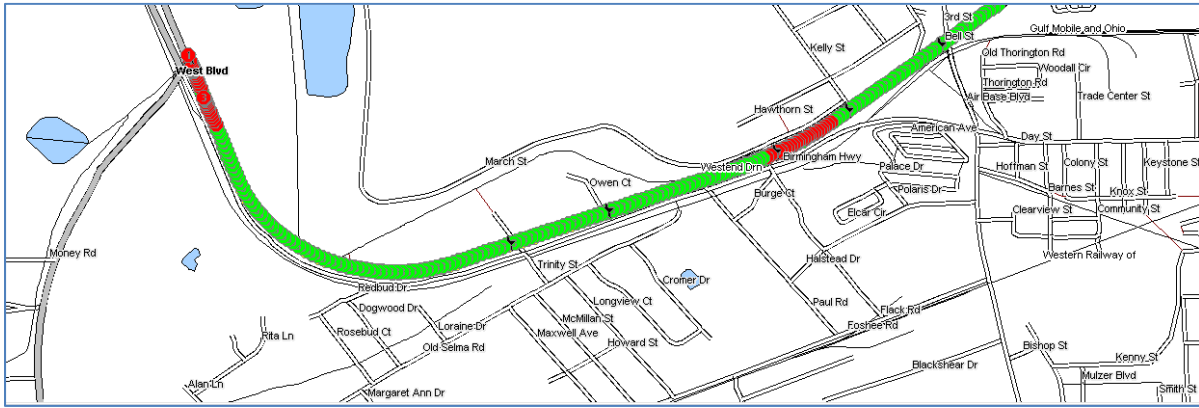 3rd St
Gulf Mobile and Ohio
Bell St
Kelly St
Old Thorington Rd
West Blvd
Woodall Cir
Thorington Rd
Air Base Blvd
Trade Center St
Hawthorn St
American Ave
Day St
March St
Westend Drn
Birmingham Hwy
Palace Dr
Hoffman St
Colony St
Keystone St
Owen Ct
Burge Ct
Polaris Dr
Barnes St
Knox St
Elcar Cir
Clearview St
Community St
Money Rd
Trinity St
Halstead Dr
Western Railway of
Redbud Dr
Cromer Dr
Dogwood Dr
Longview Ct
Paul Rd
Flack Rd
Rita Ln
Rosebud Ct
Loraine Dr
McMillan St
Foshee Rd
Maxwell Ave
Howard St
Old Selma Rd
Bishop St
Kenny St
Alan Ln
Blackshear Dr
Mulzer Blvd
Margaret Ann Dr
Smith St